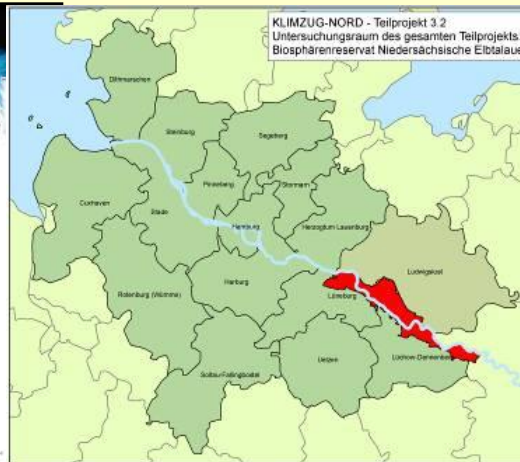 KLIMZUG-NORD - Teilprojekt 3.2
Untersuchungsraum des gesamten Teilprojekts
Biosphärenreservat Niedersächsische Elbtalaue
Dithmarschen
Steinburg
Segeberg
Pinneberg
Stormarn
Cuxhaven
Stade
Hamburg
Herzogtum Lauenburg
Ludwigslust
Harburg
Rotenburg (Wümme)
Lüneburg
Lüchow-Dannenberg
Uelzen
Soltau-Fallingbostel